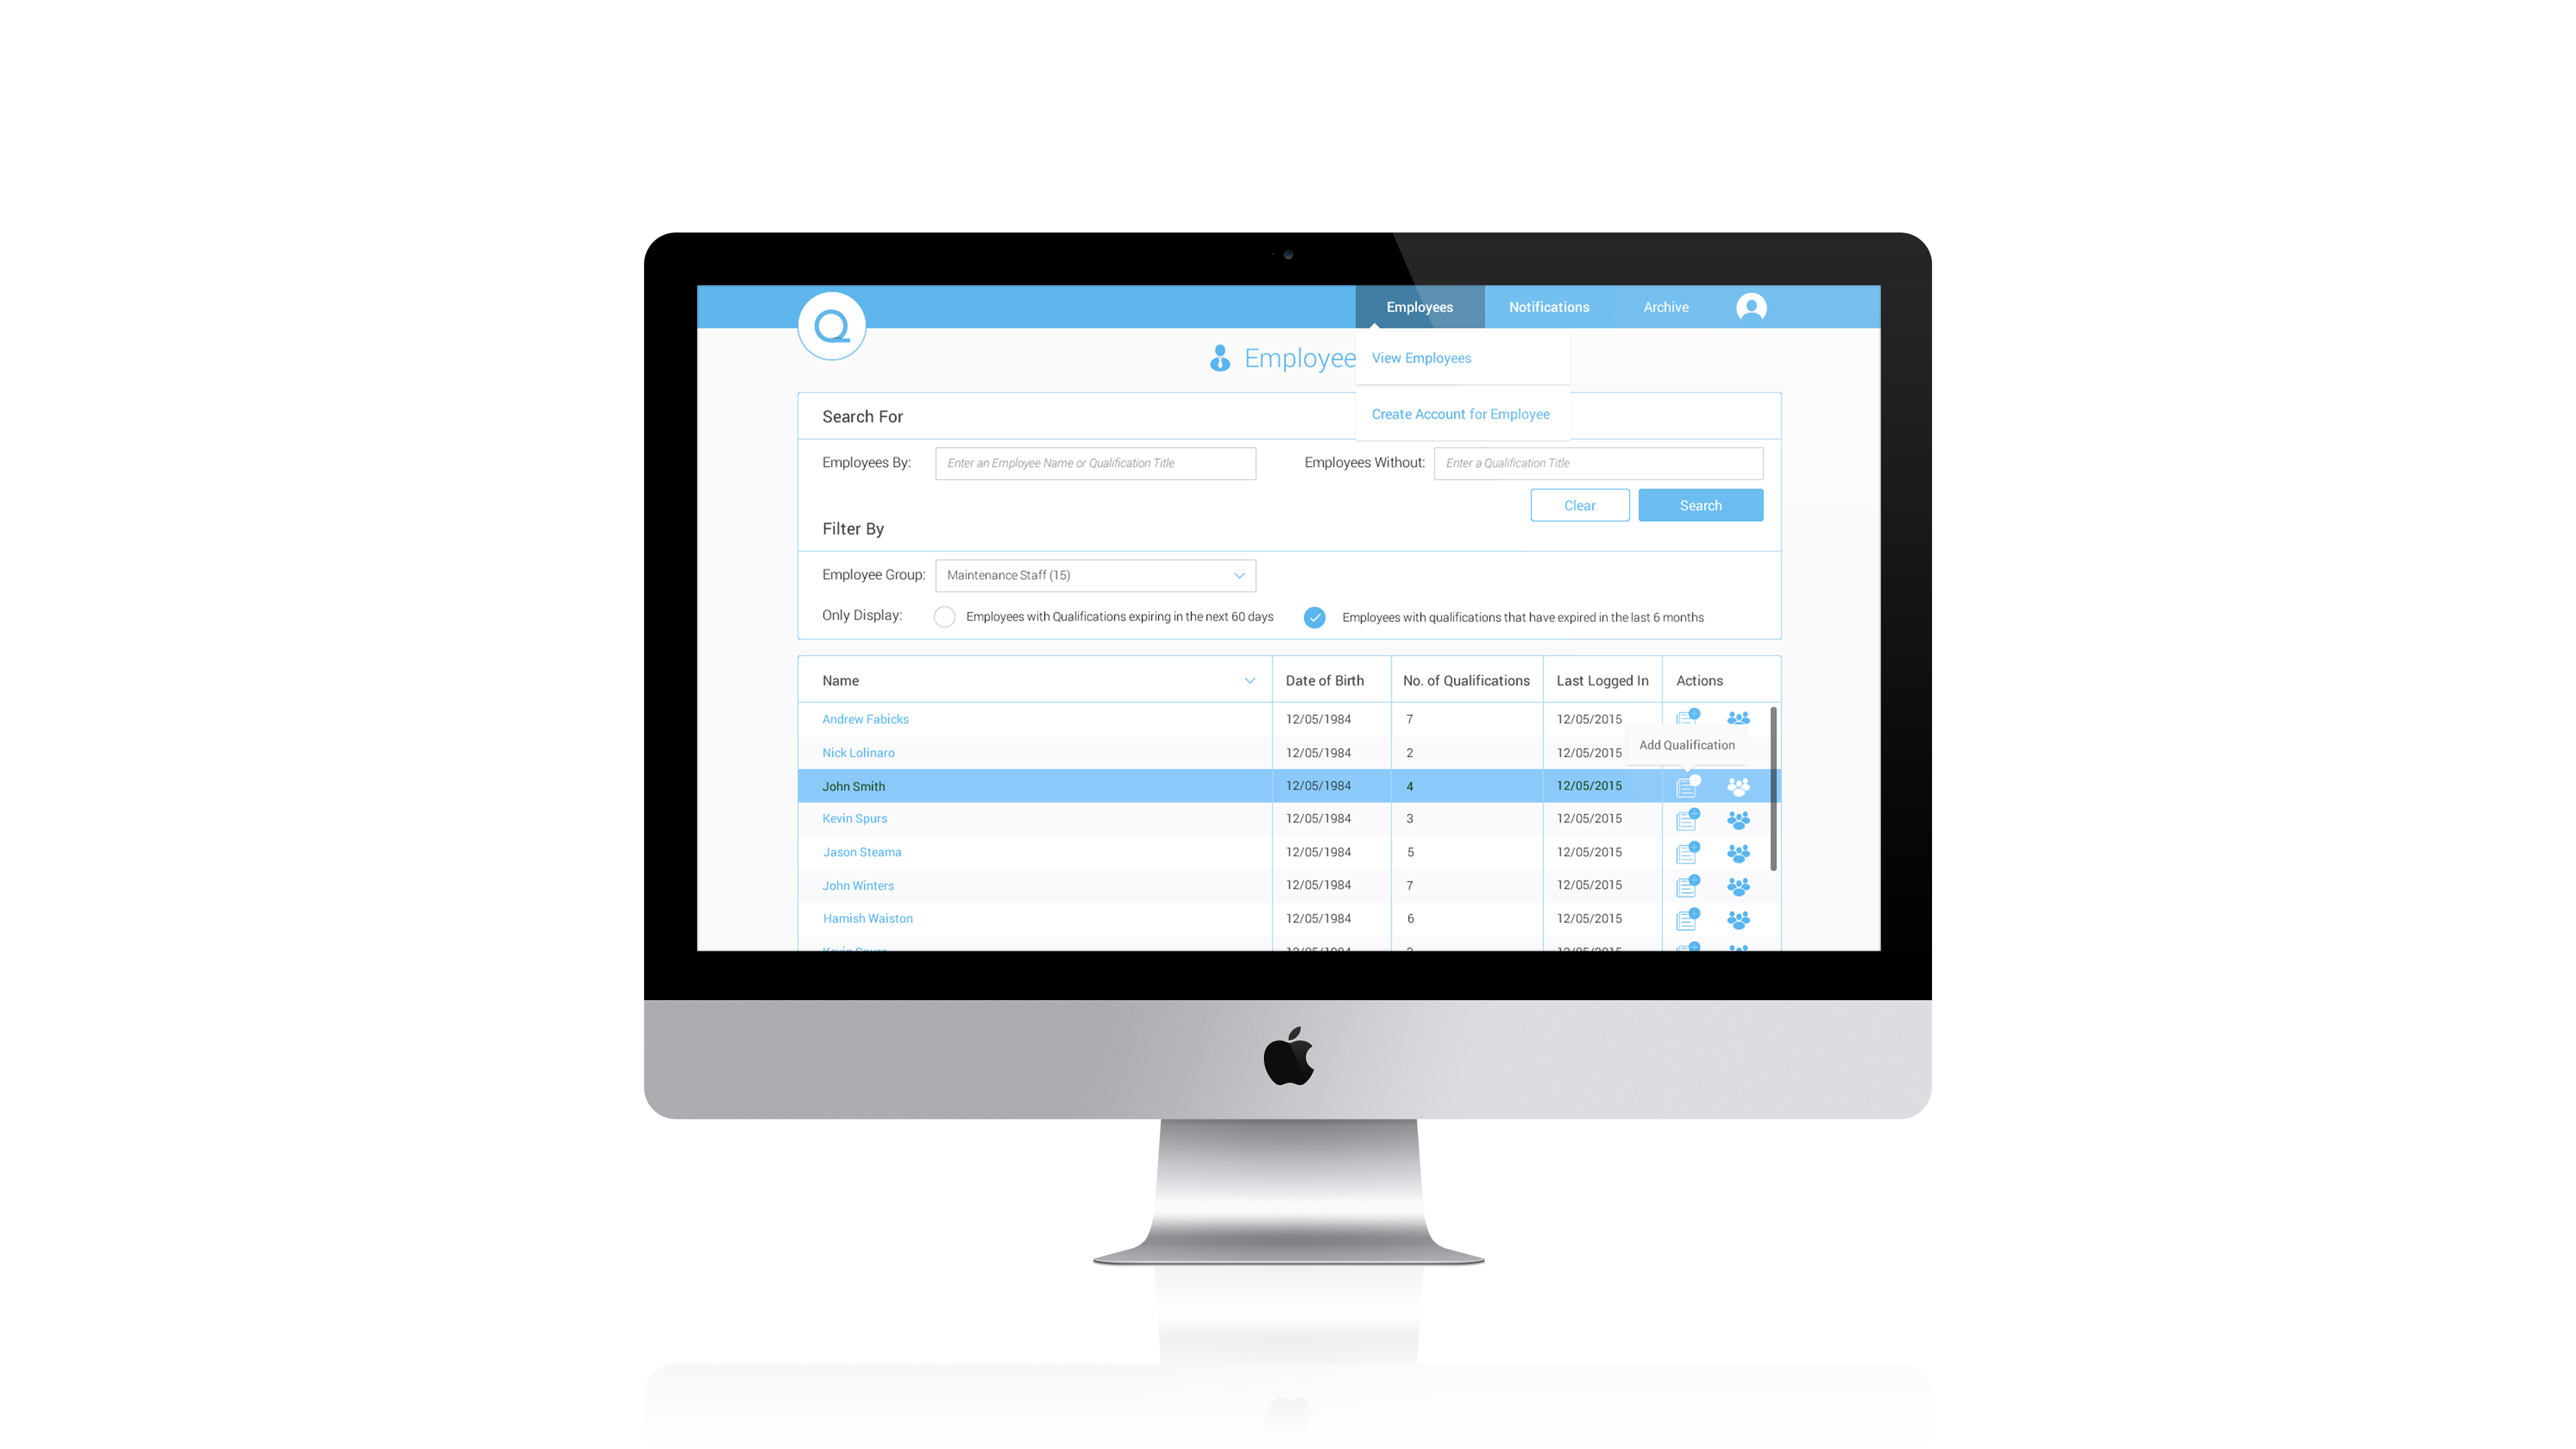 Q
Employees Notifications Archive
Employee
View Employees
Create Account for Employee
Search For
Employees By: Enter an Employee Name or Qualification Title Employees Without: Enter a Qualification Title
Clear Search
Filter By
Employee Group: Maintenance Staff (15)
Only Display: Employees with Qualifications expiring in the next 60 days Employees with qualifications that have expired in the last 6 months
Name Date of Birth No. of Qualifications Last Logged In Actions
Andrew Fabicks 12/05/1984 7 12/05/2015
Add Qualification
Nick Lolinaro 12/05/1984 2 12/05/2015
John Smith 12/05/1984 4 12/05/2015
Kevin Spurs 12/05/1984 3 12/05/2015
Jason Steama 12/05/1984 5 12/05/2015
John Winters 12/05/1984 7 12/05/2015
Hamish Waiston 12/05/1984 6 12/05/2015